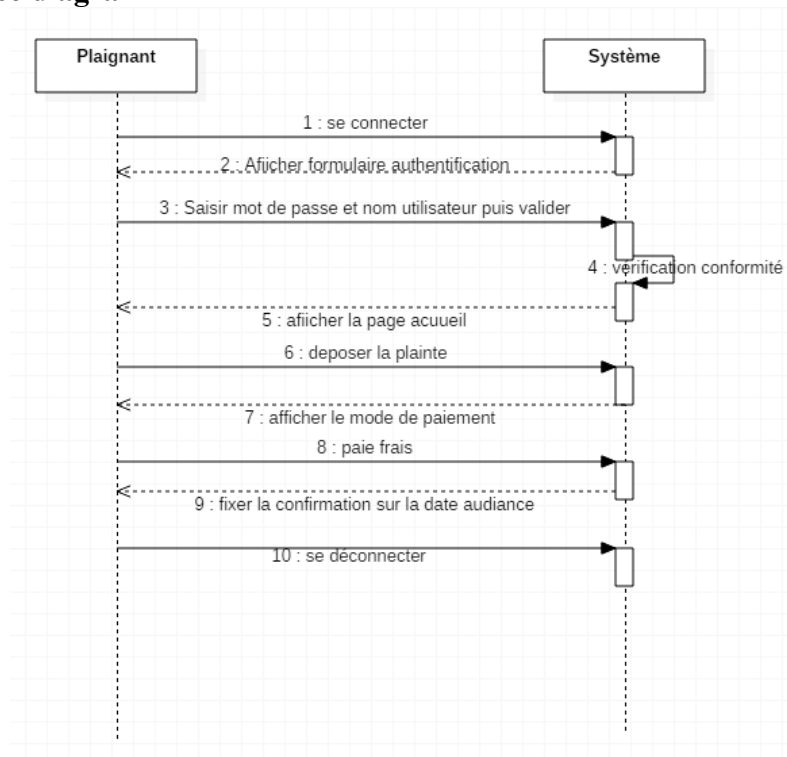 Plaignant
Système
1 : se connecter
2 : Afiicher formulaire authentification
3 : Saisir mot de passe et nom utilisateur puis valider
4 : vérification conformité
5 : afiicher la page acuueil
6 : deposer la plainte
7 : afficher le mode de paiement
8 : paie frais
9 : fixer la confirmation sur la date audiance
10 : se déconnecter